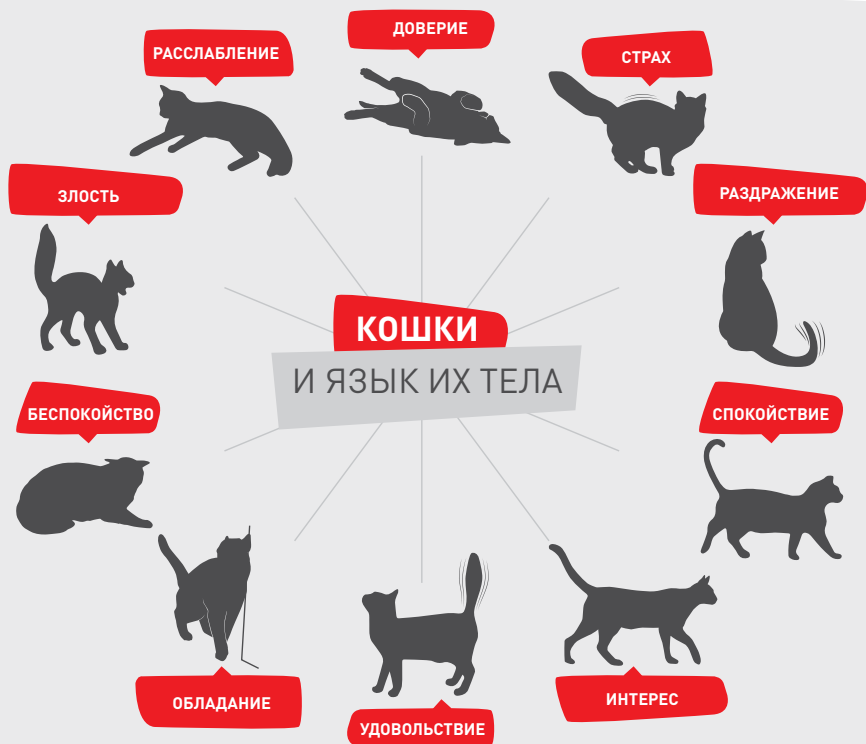 ДОВЕРИЕ
РАССЛАБЛЕНИЕ
СТРАХ
ЗЛОСТЬ
РАЗДРАЖЕНИЕ
КОШКИ
И ЯЗЫК ИХ ТЕЛА
БЕСПОКОЙСТВО
СПОКОЙСТВИЕ
ОБЛАДАНИЕ
УДОВОЛЬСТВИЕ
ИНТЕРЕС